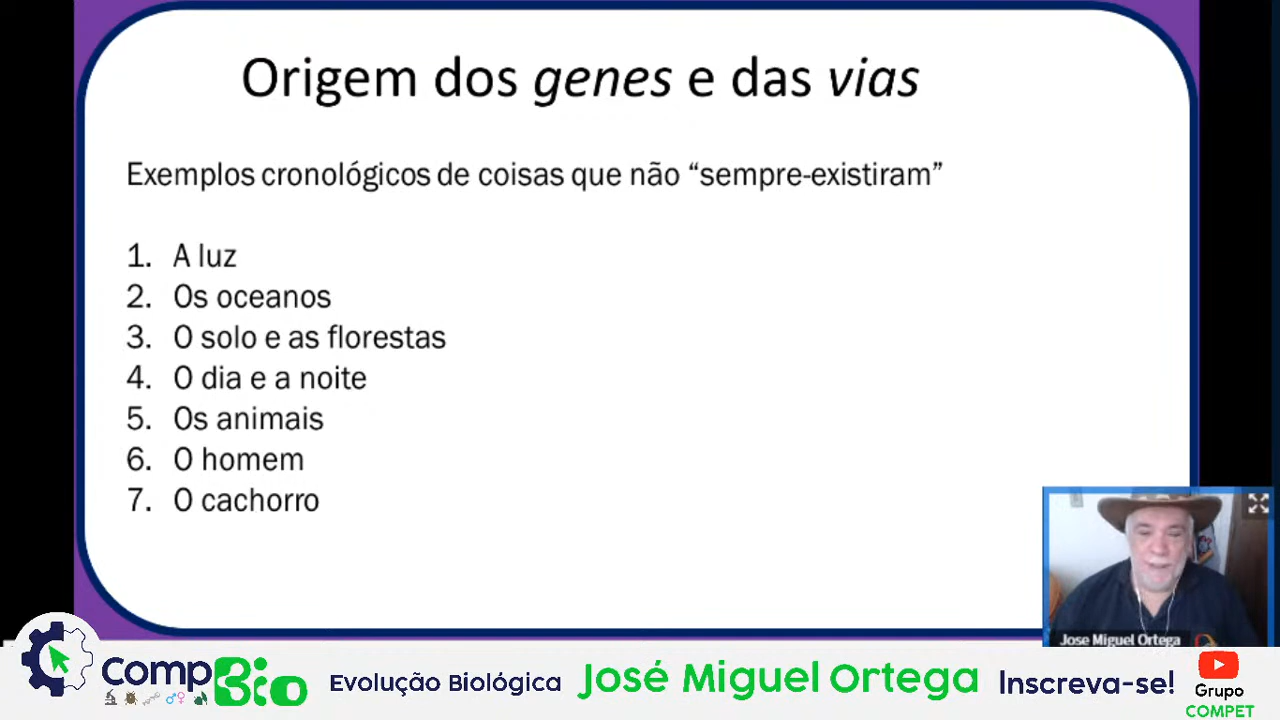 Origem dos genes e das vias
Exemplos cronológicos de coisas que não “sempre-existiram”
1. A luz
2. Os oceanos
3. O solo e as florestas
4. O dia e a noite
5. Os animais
6. O homem
7. O cachorro
Jose Miguel Ortega
Comp Bio
Evolução Biológica
José Miguel Ortega
Inscreva-se!
Grupo
COMPET